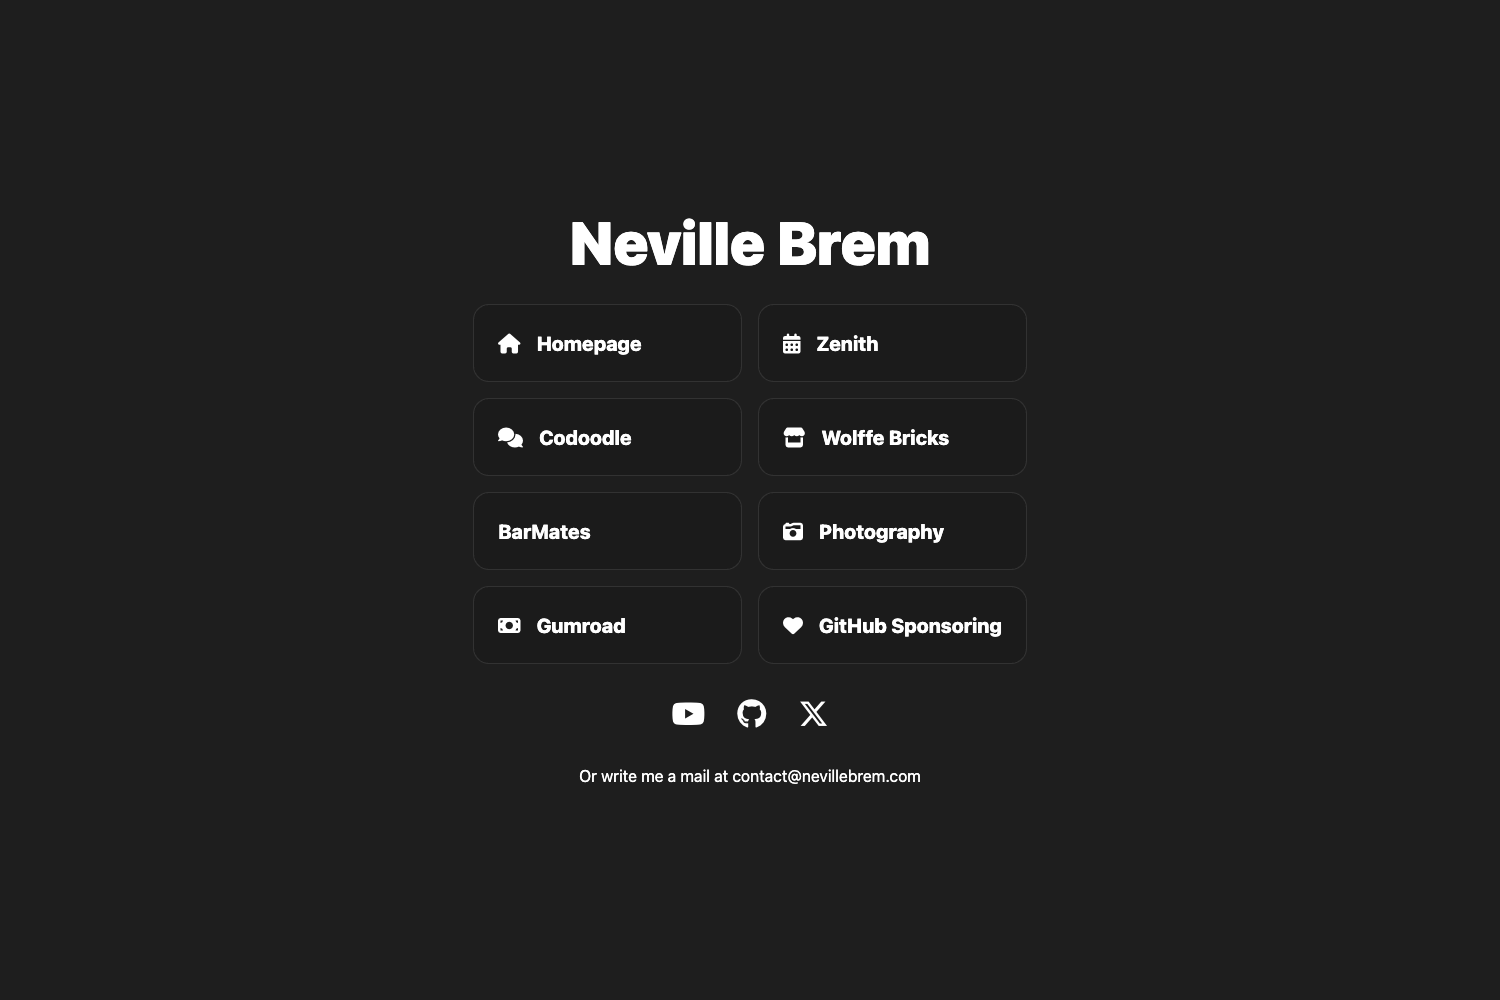 Neville Brem
Homepage
Zenith
Codoodle
Wolffe Bricks
BarMates
Photography
Gumroad
GitHub Sponsoring
Or write me a mail at contact@nevillebrem.com